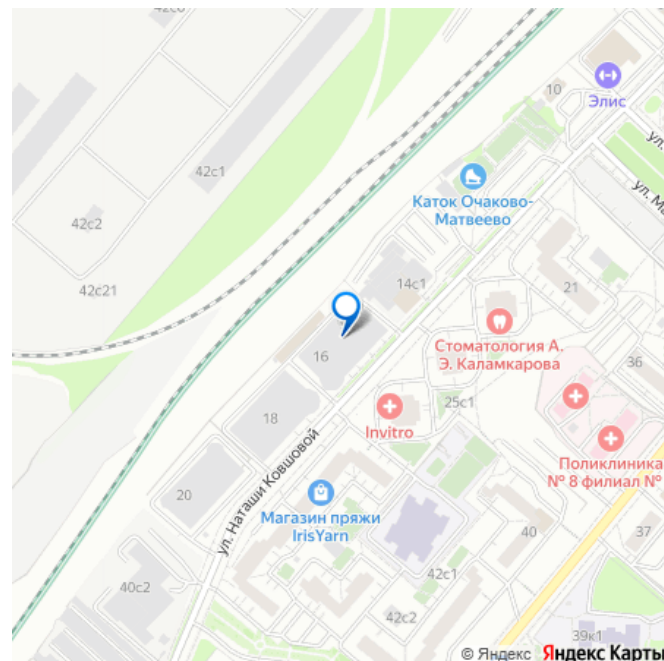 42с6
10
Элис
ул.
ул. Ма
42с1
Каток Очаково-
Матвеево
42с2
42с21
14с1
21
Стоматология А.
Э. Каламкарова
36
16
25с1
Invitro
18
Поликлиника
№ 8 филиал №
ул. Наташи Ковшовой
20
Магазин пряжи
IrisYarn
40
37
42с1
40с2
42с2
39к1
© Яндекс Яндекс Карты